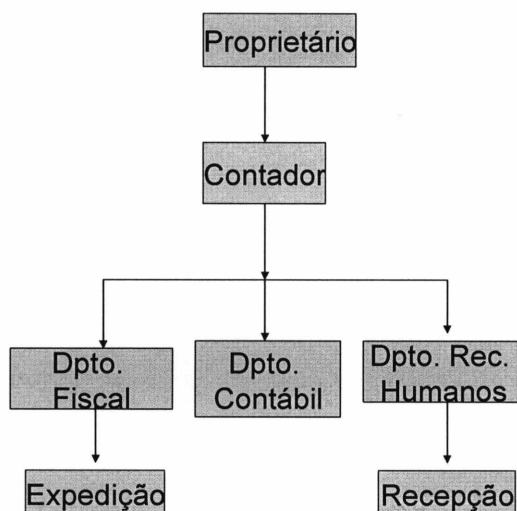 Proprietário
Contador
Dpto.
Fiscal
Dpto.
Contábil
Dpto. Rec.
Humanos
Expedição
Recepção